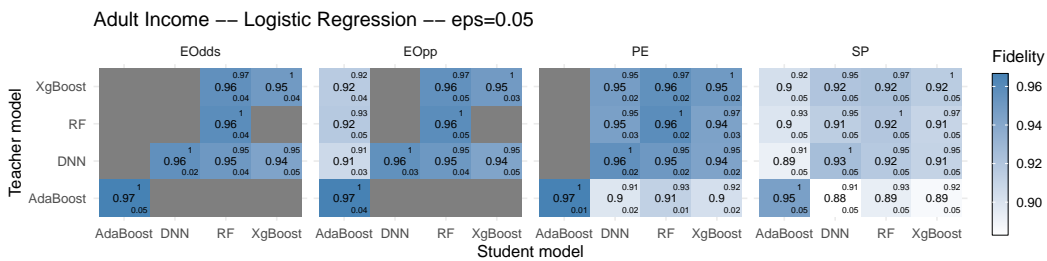 Adult Income −− Logistic Regression −− eps=0.05
EOdds EOpp PE SP
Fidelity
0.96
0.94
0.92
0.90
Teacher model
XgBoost
RF
DNN
AdaBoost
0.97 1
0.96 0.95
0.04 0.04
1
0.96
0.04
0.95 0.95
0.96 0.95 0.94
0.02 0.04 0.05
1
0.97
0.05
0.92 0.97 1
0.92 0.96 0.95
0.04 0.05 0.03
0.93 1
0.92 0.96
0.05 0.05
0.91 0.95 0.95
0.91 0.96 0.95 0.94
0.03 0.03 0.04 0.05
1
0.97
0.04
0.95 0.97 1
0.95 0.96 0.95
0.02 0.02 0.02
0.95 1 0.97
0.95 0.96 0.94
0.03 0.02 0.03
1 0.95 0.95
0.96 0.95 0.94
0.02 0.02 0.02
1 0.91 0.93 0.92
0.97 0.9 0.91 0.9
0.01 0.02 0.01 0.02
0.92 0.95 0.97 1
0.9 0.92 0.92 0.92
0.05 0.05 0.05 0.05
0.93 0.95 1 0.97
0.9 0.91 0.92 0.91
0.05 0.05 0.05 0.05
0.91 1 0.95 0.95
0.89 0.93 0.92 0.91
0.05 0.05 0.05 0.05
1 0.91 0.93 0.92
0.95 0.88 0.89 0.89
0.05 0.05 0.05 0.05
AdaBoost DNN RF XgBoost AdaBoost DNN RF XgBoost AdaBoost DNN RF XgBoost AdaBoost DNN RF XgBoost
Student model